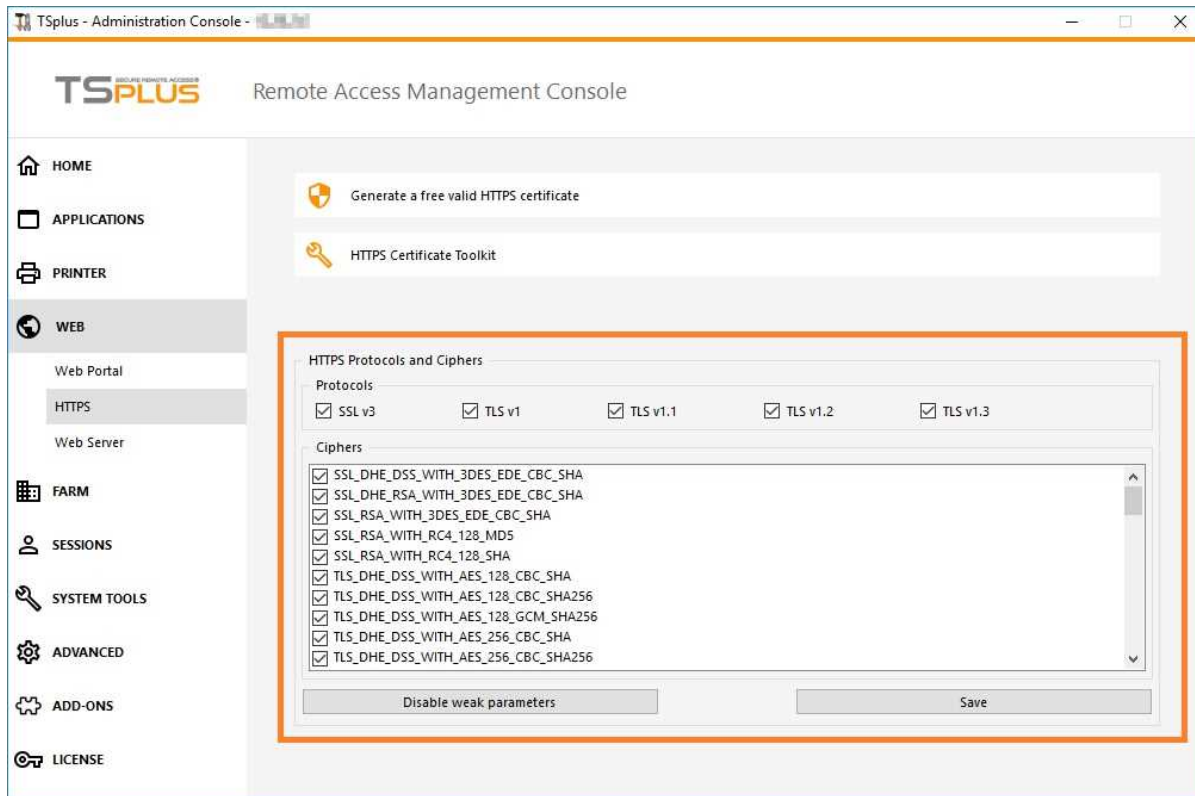 TSplus - Administration Console -
TSPLUS SECURE REMOTE ACCESS®
Remote Access Management Console
HOME
APPLICATIONS
PRINTER
WEB
Web Portal
HTTPS
Web Server
FARM
SESSIONS
SYSTEM TOOLS
ADVANCED
ADD-ONS
LICENSE
Generate a free valid HTTPS certificate
HTTPS Certificate Toolkit
HTTPS Protocols and Ciphers
Protocols
SSL v3 TLS v1 TLS v1.1 TLS v1.2 TLS v1.3
Ciphers
SSL_DHE_DSS_WITH_3DES_EDE_CBC_SHA
SSL_DHE_RSA_WITH_3DES_EDE_CBC_SHA
SSL_RSA_WITH_3DES_EDE_CBC_SHA
SSL_RSA_WITH_RC4_128_MD5
SSL_RSA_WITH_RC4_128_SHA
TLS_DHE_DSS_WITH_AES_128_CBC_SHA
TLS_DHE_DSS_WITH_AES_128_CBC_SHA256
TLS_DHE_DSS_WITH_AES_128_GCM_SHA256
TLS_DHE_DSS_WITH_AES_256_CBC_SHA
TLS_DHE_DSS_WITH_AES_256_CBC_SHA256
Disable weak parameters Save